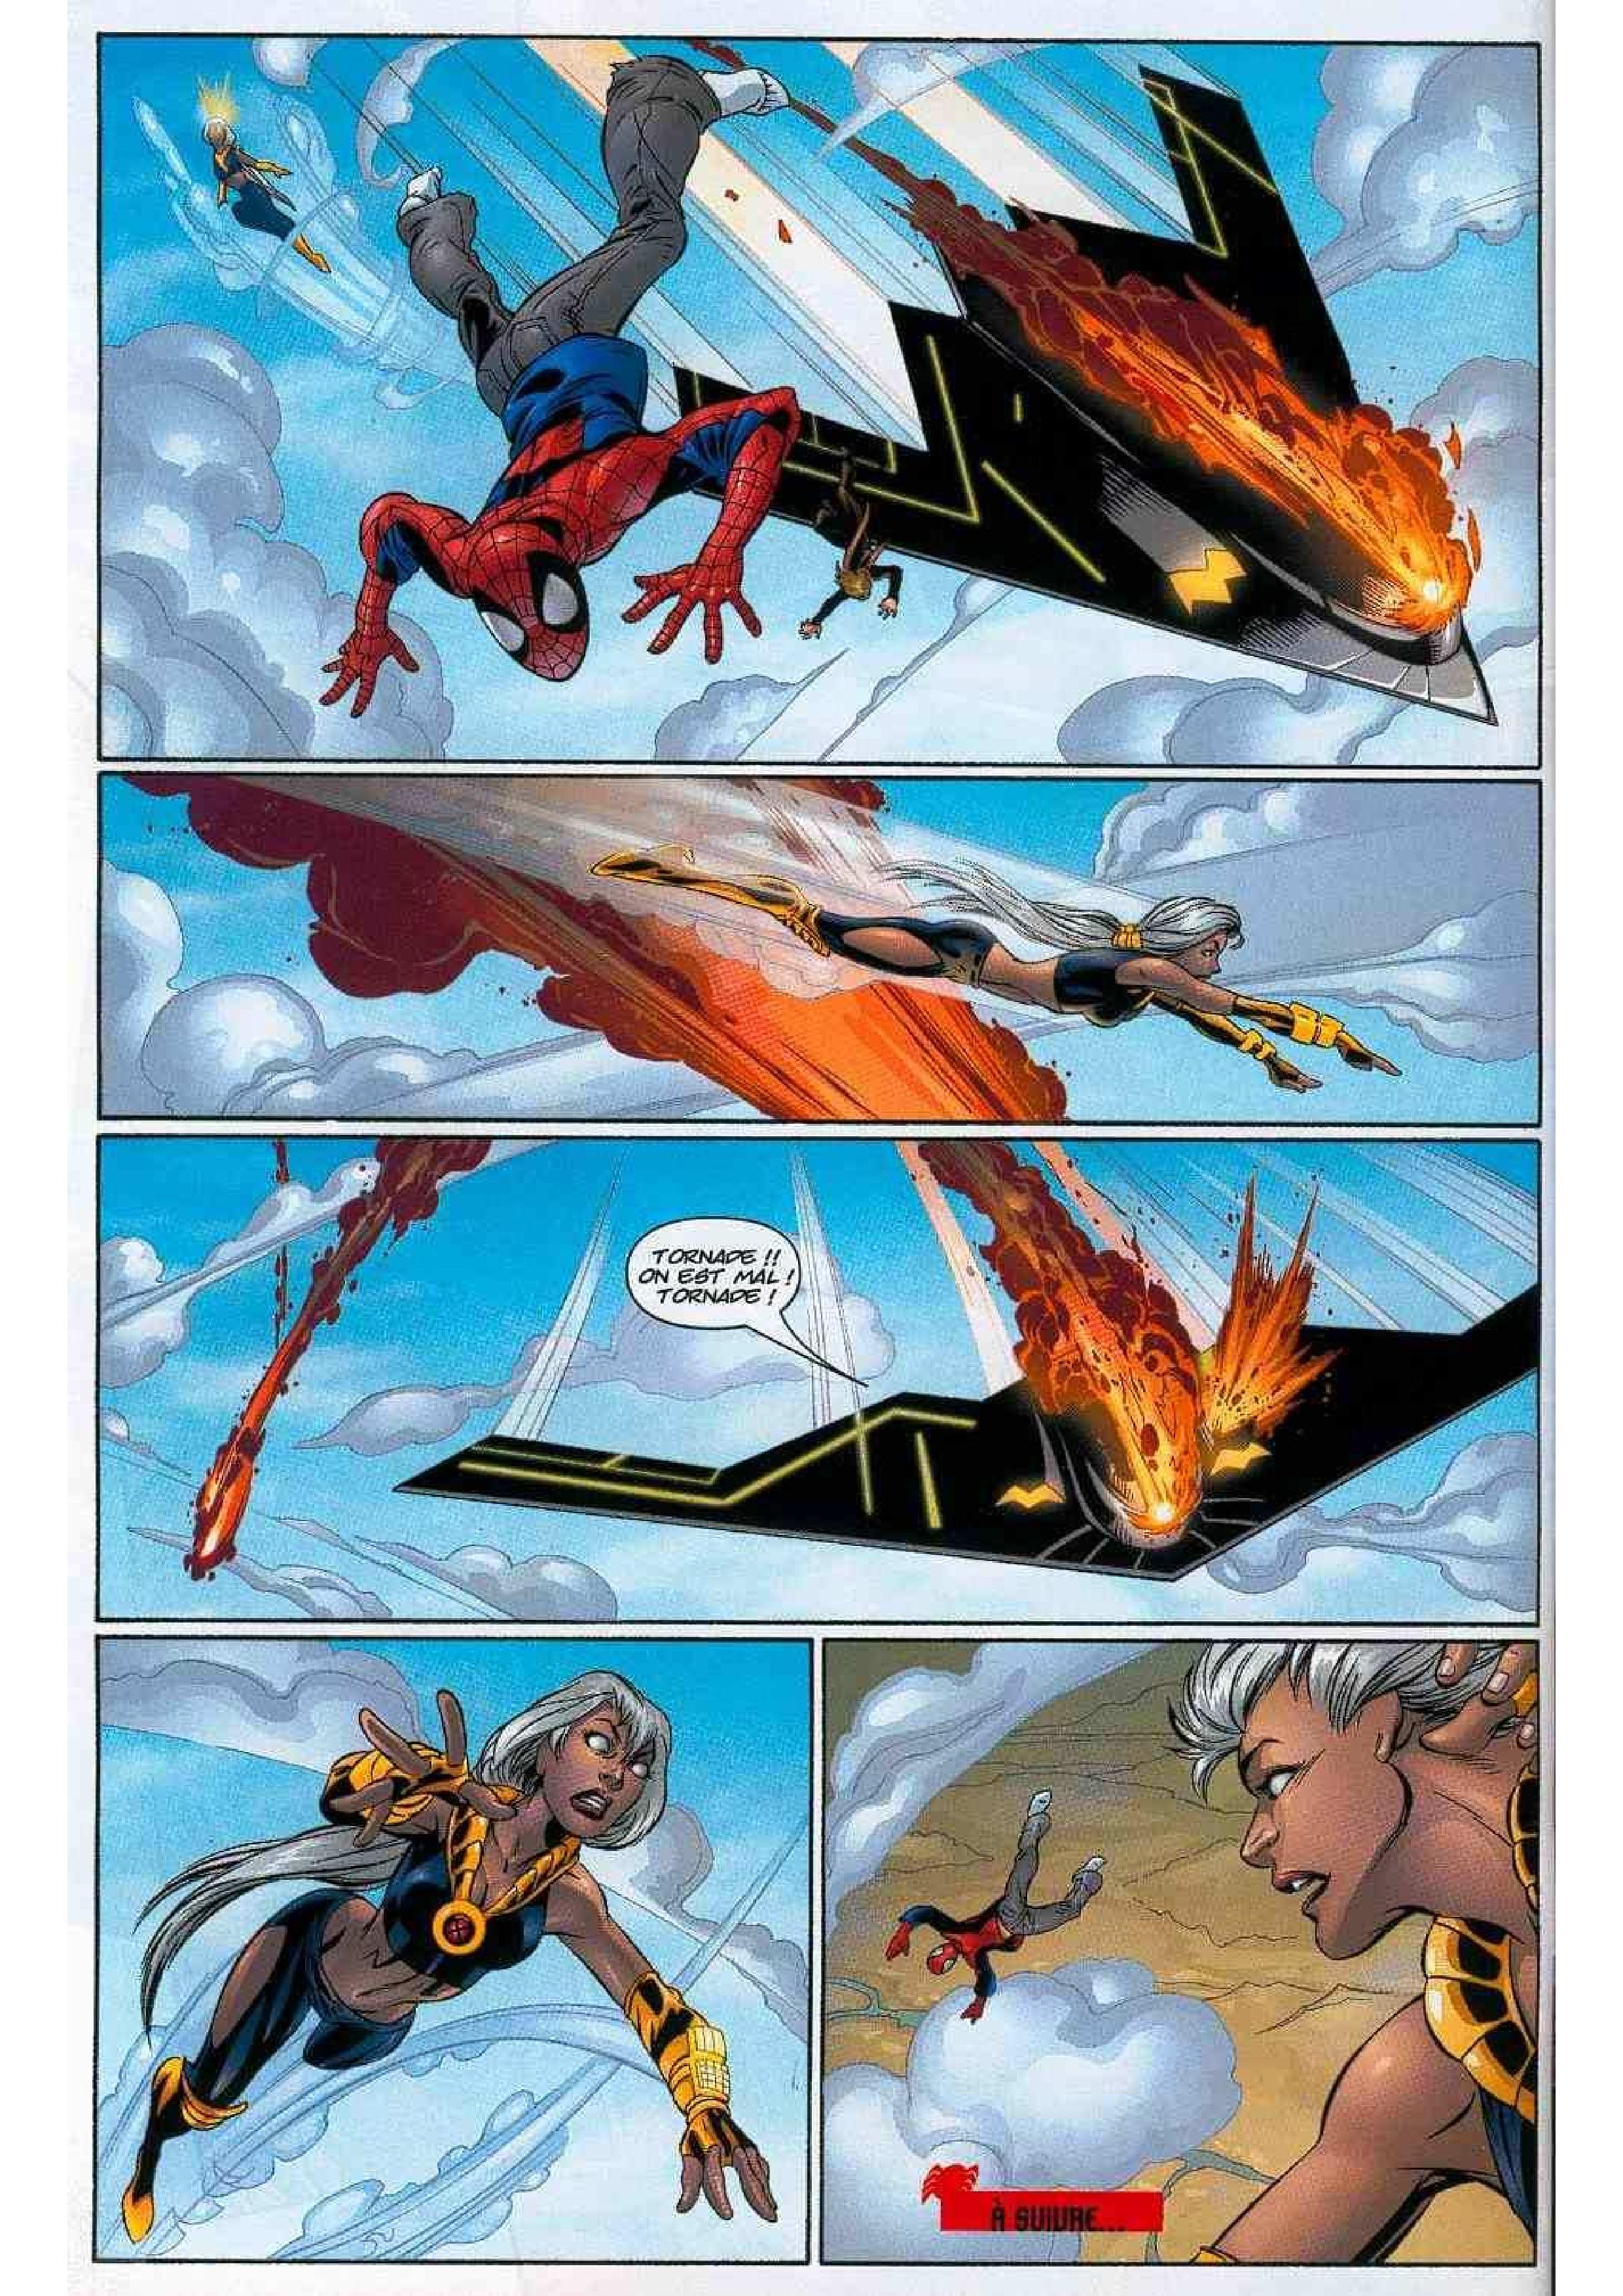 TORNADE !!
ON EST MAL !
TORNADE !
À SUIVRE...